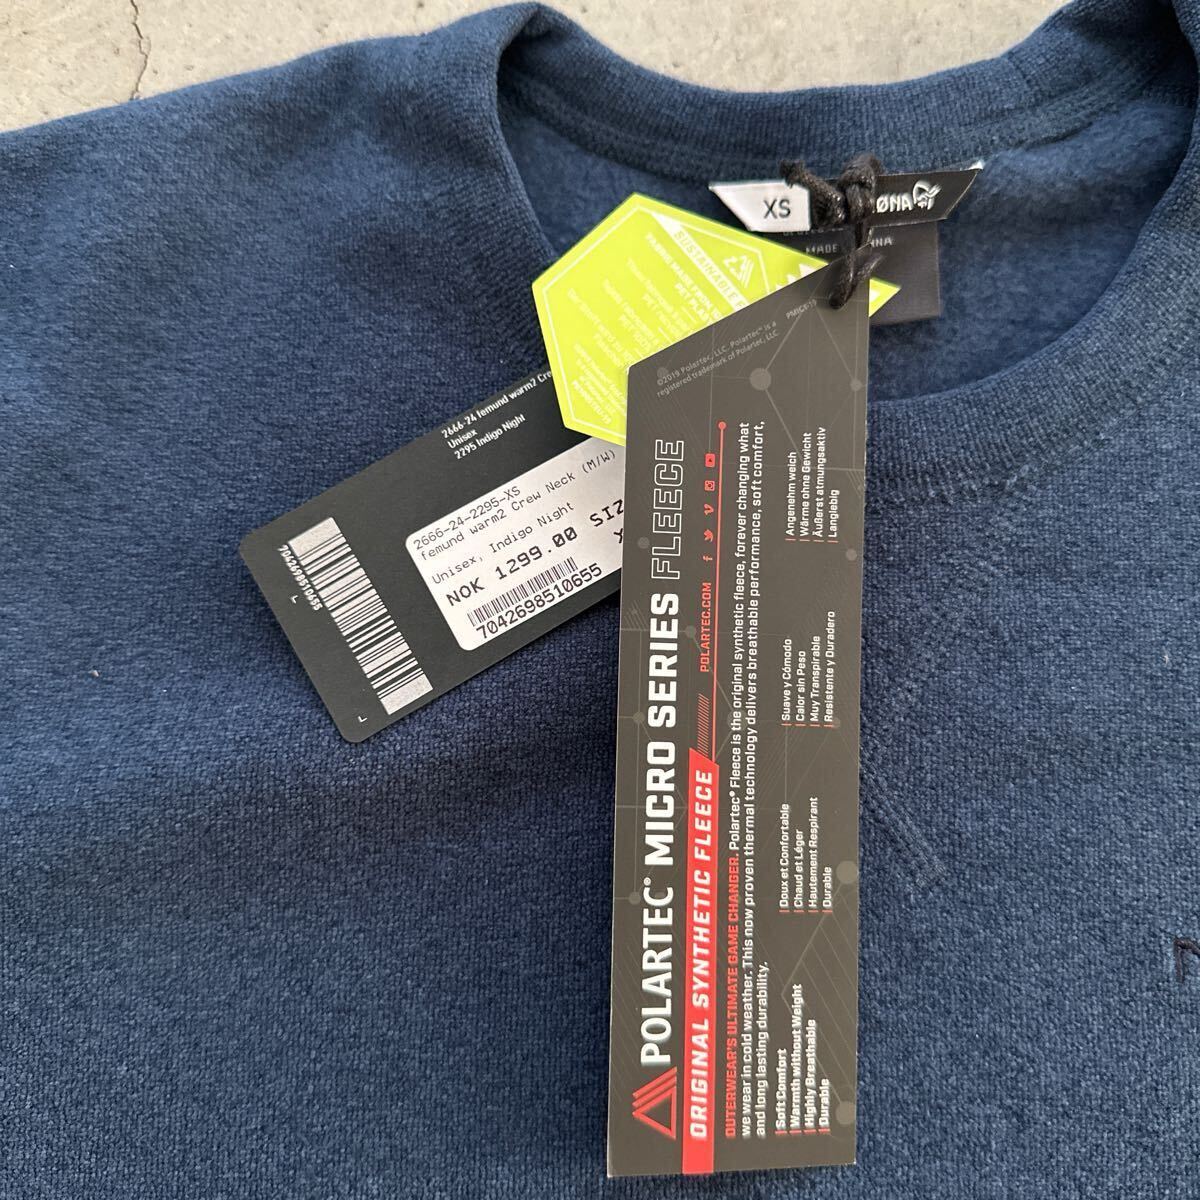 XS
MADE
SUSTAINABLE
2666-24 femund warm2 Cre
Unisex
2295 Indigo Night
2666-24-2295-XS
femund warm2 Crew Neck (M/W)
Unisex, Indigo Night
NOK 1299.00 SIZ
7042698510655
7042698510655
L
L
©2019 Polartec, LLC. Polartec® is a
registered trademark of Polartec, LLC
PMICT-19
POLARTEC® MICRO SERIES FLEECE
ORIGINAL SYNTHETIC FLEECE
POLARTEC.COM
OUTERWEAR'S ULTIMATE GAME CHANGER. Polartec® Fleece is the original synthetic fleece, forever changing what
we wear in cold weather. This now proven thermal technology delivers breathable performance, soft comfort,
and long lasting durability.
Soft Comfort
Warmth without Weight
Highly Breathable
Durable
Doux et Confortable
Chaud et Léger
Hautement Respirant
Durable
Suave y Cómodo
Calor sin Peso
Muy Transpirable
Resistente y Duradero
Angenehm weich
Wärme ohne Gewicht
Äußerst atmungsaktiv
Langlebig